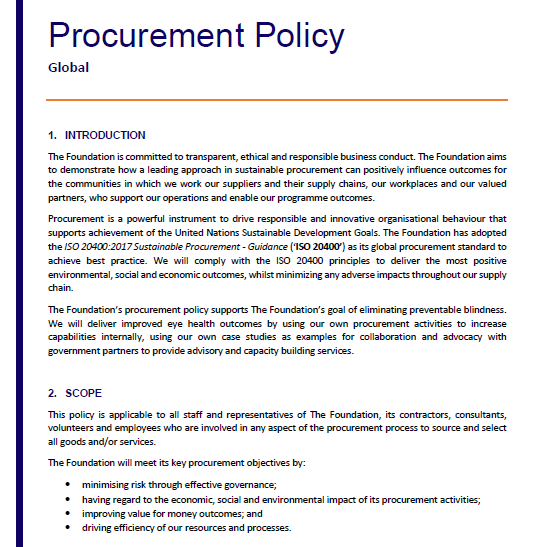 Procurement Policy
Global
1. INTRODUCTION
The Foundation is committed to transparent, ethical and responsible business conduct. The Foundation aims
to demonstrate how a leading approach in sustainable procurement can positively influence outcomes for
the communities in which we work our suppliers and their supply chains, our workplaces and our valued
partners, who support our operations and enable our programme outcomes.
Procurement is a powerful instrument to drive responsible and innovative organisational behaviour that
supports achievement of the United Nations Sustainable Development Goals. The Foundation has adopted
the ISO 20400:2017 Sustainable Procurement - Guidance ('ISO 20400') as its global procurement standard to
achieve best practice. We will comply with the ISO 20400 principles to deliver the most positive
environmental, social and economic outcomes, whilst minimizing any adverse impacts throughout our supply
chain.
The Foundation's procurement policy supports The Foundation's goal of eliminating preventable blindness.
We will deliver improved eye health outcomes by using our own procurement activities to increase
capabilities internally, using our own case studies as examples for collaboration and advocacy with
government partners to provide advisory and capacity building services.
2. SCOPE
This policy is applicable to all staff and representatives of The Foundation, its contractors, consultants,
volunteers and employees who are involved in any aspect of the procurement process to source and select
all goods and/or services.
The Foundation will meet its key procurement objectives by:
• minimising risk through effective governance;
• having regard to the economic, social and environmental impact of its procurement activities;
• improving value for money outcomes; and
• driving efficiency of our resources and processes.